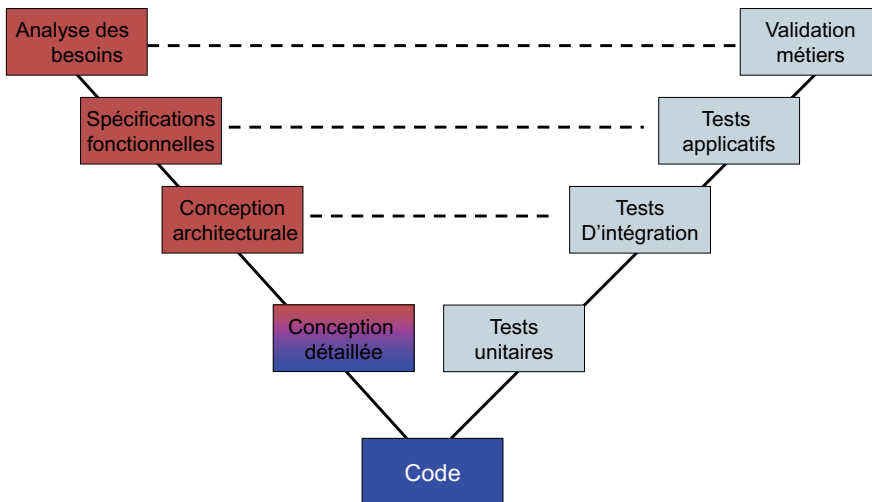 Analyse des
besoins
Validation
métiers
Spécifications
fonctionnelles
Tests
applicatifs
Conception
architecturale
Tests
D'intégration
Conception
détaillée
Tests
unitaires
Code